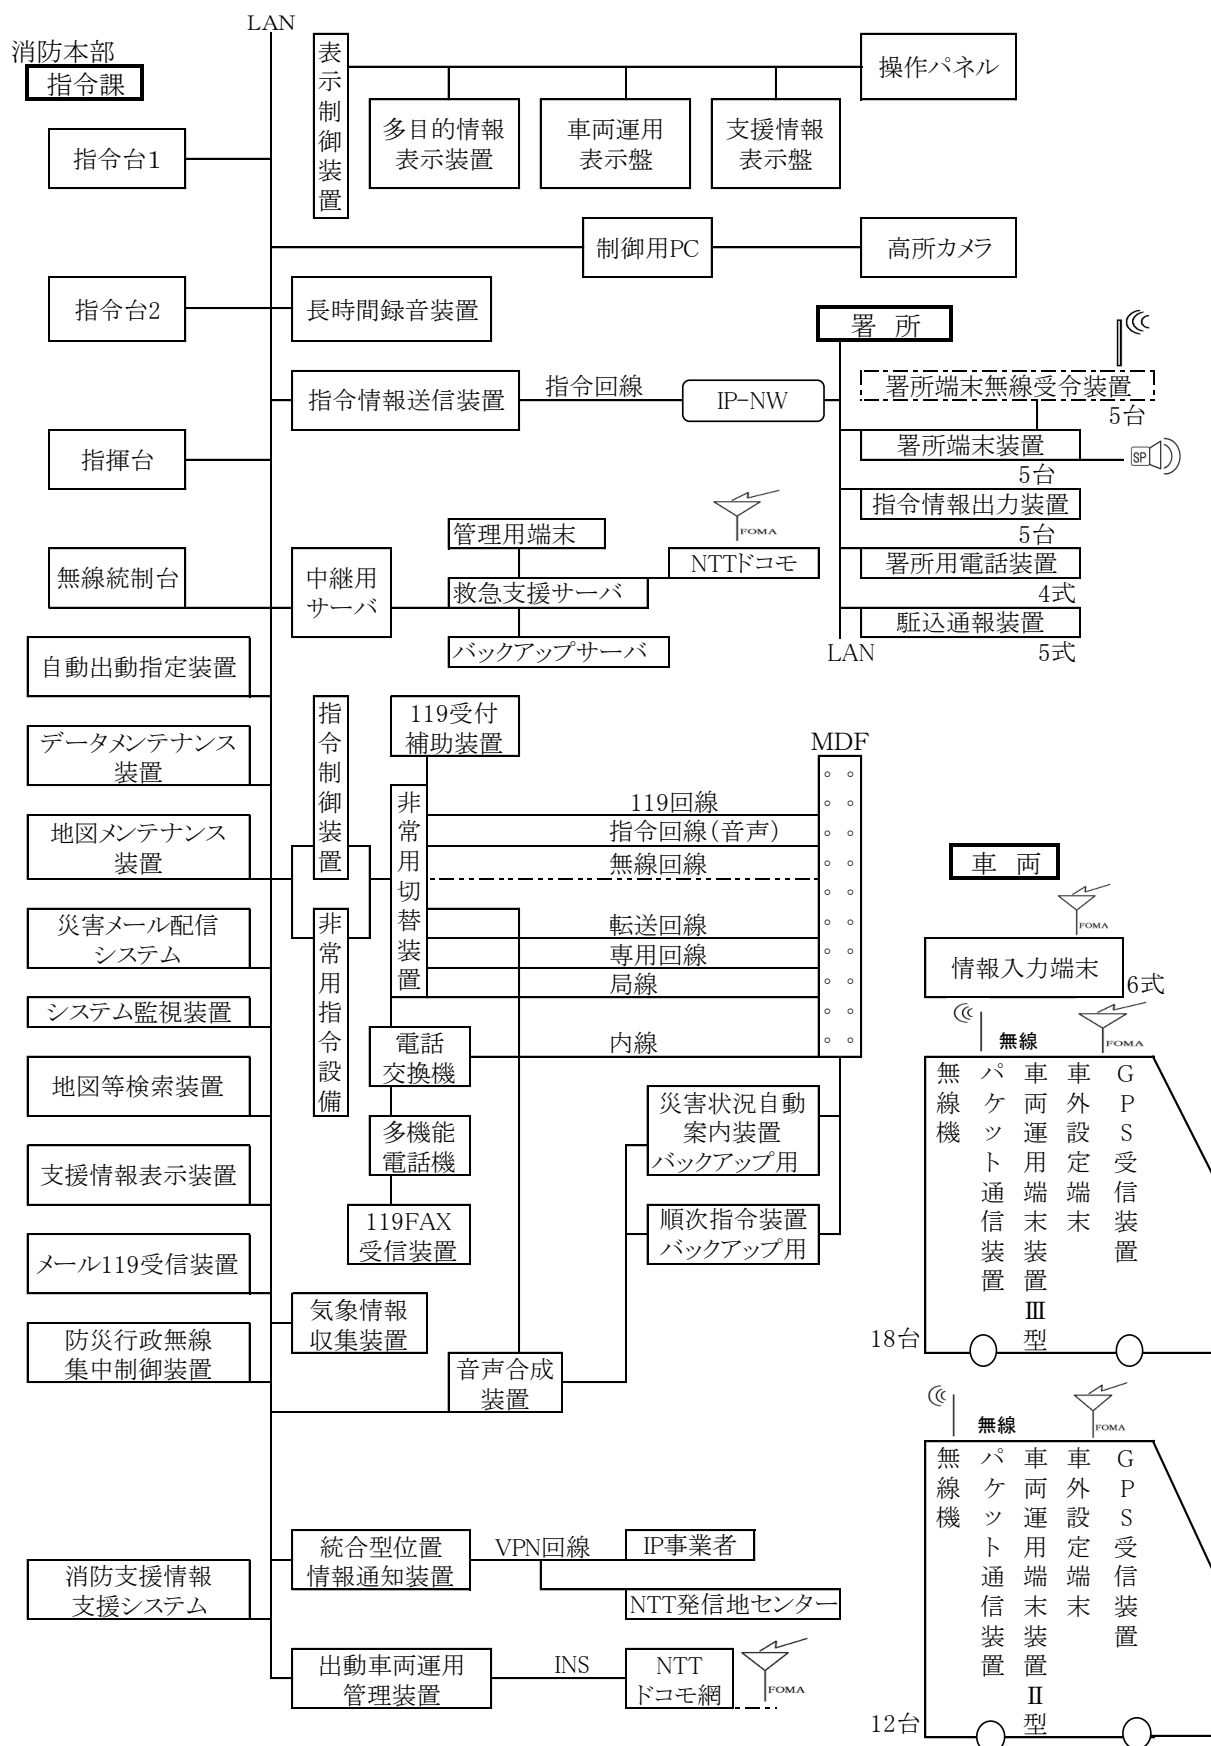 LAN
消防本部
指令課
指令台1
指令台2
指揮台
無線統制台
自動出動指定装置
データメンテナンス
装置
地図メンテナンス
装置
災害メール配信
システム
システム監視装置
地図等検索装置
支援情報表示装置
メール119受信装置
防災行政無線
集中制御装置
消防支援情報
支援システム
表示制御装置
多目的情報
表示装置
車両運用
表示盤
支援情報
表示盤
操作パネル
制御用PC
高所カメラ
長時間録音装置
指令情報送信装置
指令回線
IP-NW
中継用
サーバ
管理用端末
救急支援サーバ
バックアップサーバ
FOMA
NTTドコモ
署 所
署所端末無線受令装置
5台
署所端末装置
SP
5台
指令情報出力装置
5台
署所用電話装置
4式
駈込通報装置
5式
LAN
指令制御装置
非常用指令設備
119受付
補助装置
非常用切替装置
MDF
119回線
指令回線(音声)
無線回線
転送回線
専用回線
局線
内線
電話
交換機
多機能
電話機
119FAX
受信装置
災害状況自動
案内装置
バックアップ用
順次指令装置
バックアップ用
気象情報
収集装置
音声合成
装置
統合型位置
情報通知装置
VPN回線
IP事業者
NTT発信地センター
出動車両運用
管理装置
INS
NTT
ドコモ網
FOMA
車 両
FOMA
情報入力端末
6式
無線
FOMA
無線機
パケット通信装置
車両運用端末装置Ⅲ型
車外設定端末
GPS受信装置
18台
無線
FOMA
無線機
パケット通信装置
車両運用端末装置Ⅱ型
車外設定端末
GPS受信装置
12台